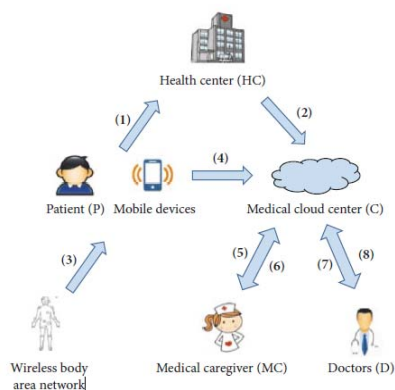 Health center (HC)
(1)
(2)
(4)
Patient (P)
Mobile devices
Medical cloud center (C)
(3)
(5)
(6)
(7)
(8)
Wireless body
area network
Medical caregiver (MC)
Doctors (D)